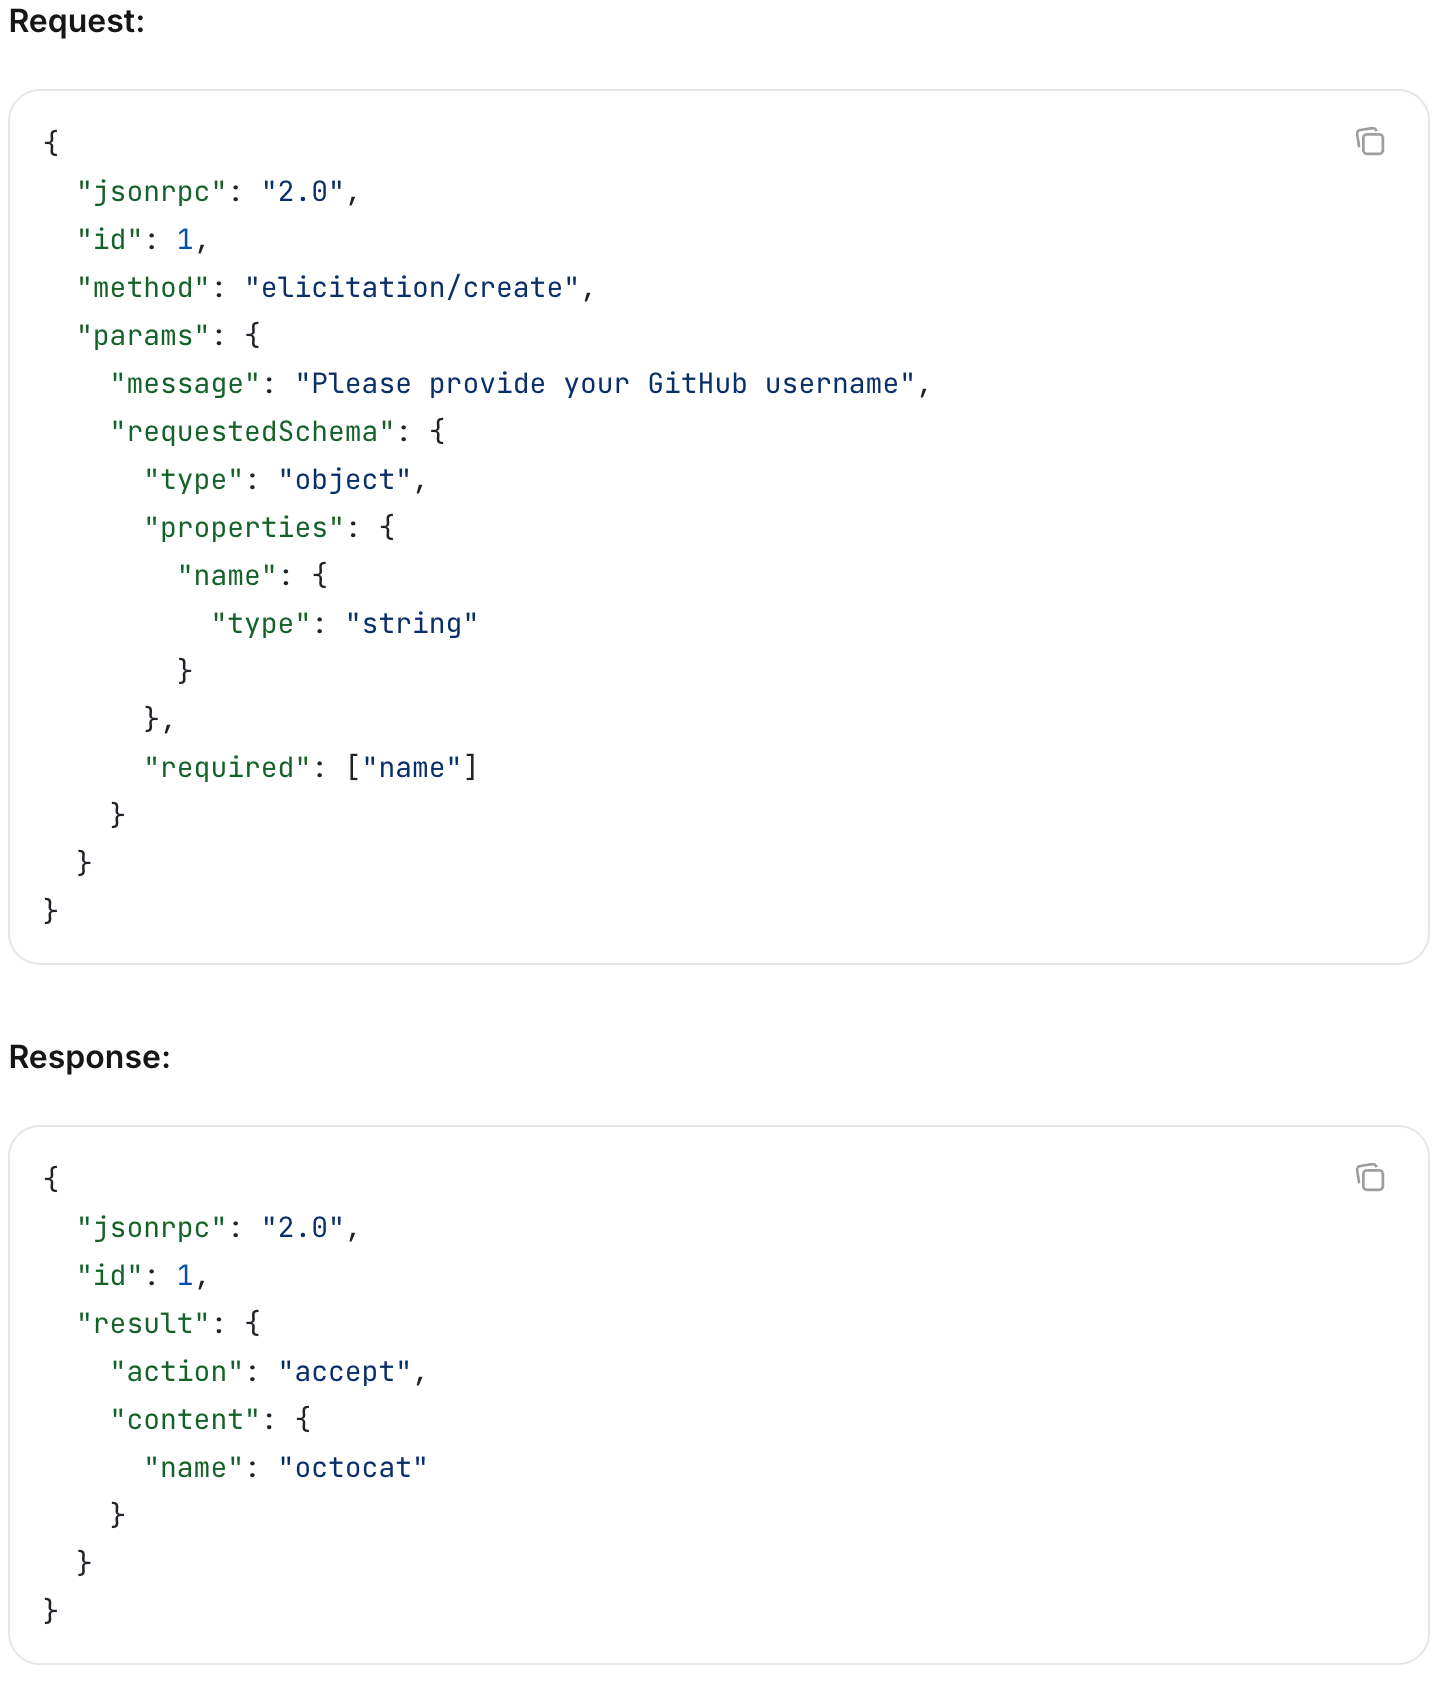 Request:
{
  "jsonrpc": "2.0",
  "id": 1,
  "method": "elicitation/create",
  "params": {
    "message": "Please provide your GitHub username",
    "requestedSchema": {
      "type": "object",
      "properties": {
        "name": {
          "type": "string"
        }
      },
      "required": ["name"]
    }
  }
}
Response:
{
  "jsonrpc": "2.0",
  "id": 1,
  "result": {
    "action": "accept",
    "content": {
      "name": "octocat"
    }
  }
}